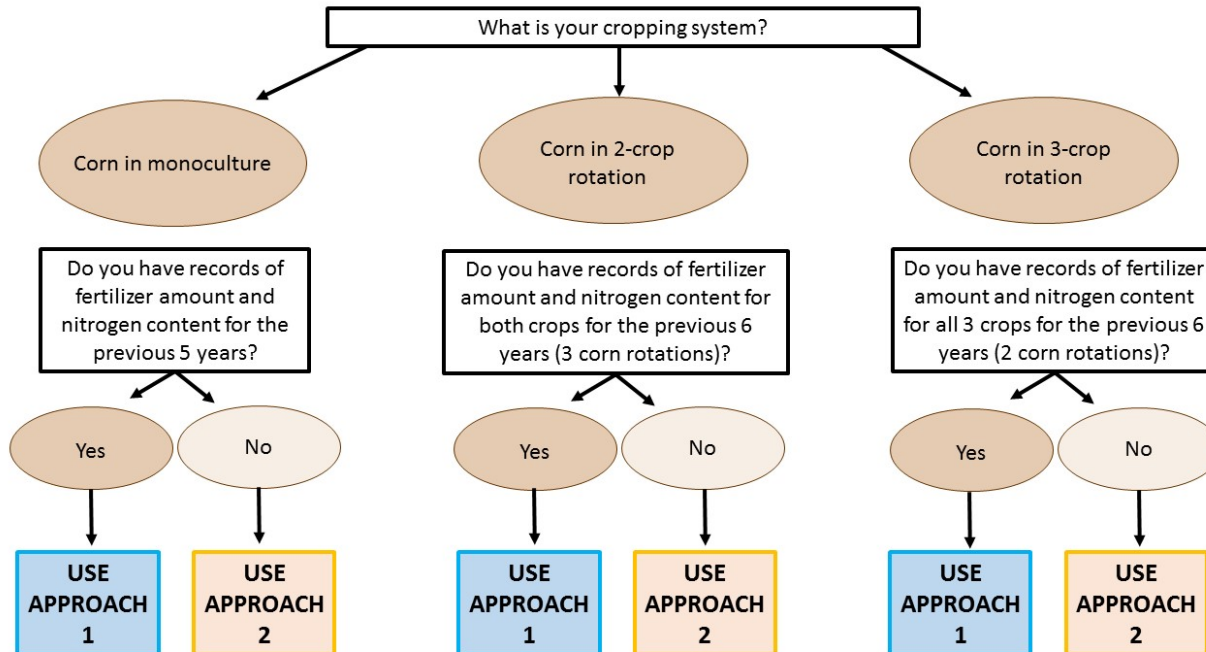 What is your cropping system?
Corn in monoculture
Corn in 2-crop
rotation
Corn in 3-crop
rotation
Do you have records of
fertilizer amount and
nitrogen content for the
previous 5 years?
Do you have records of fertilizer
amount and nitrogen content for
both crops for the previous 6
years (3 corn rotations)?
Do you have records of fertilizer
amount and nitrogen content
for all 3 crops for the previous 6
years (2 corn rotations)?
Yes
No
Yes
No
Yes
No
USE
APPROACH
1
USE
APPROACH
2
USE
APPROACH
1
USE
APPROACH
2
USE
APPROACH
1
USE
APPROACH
2